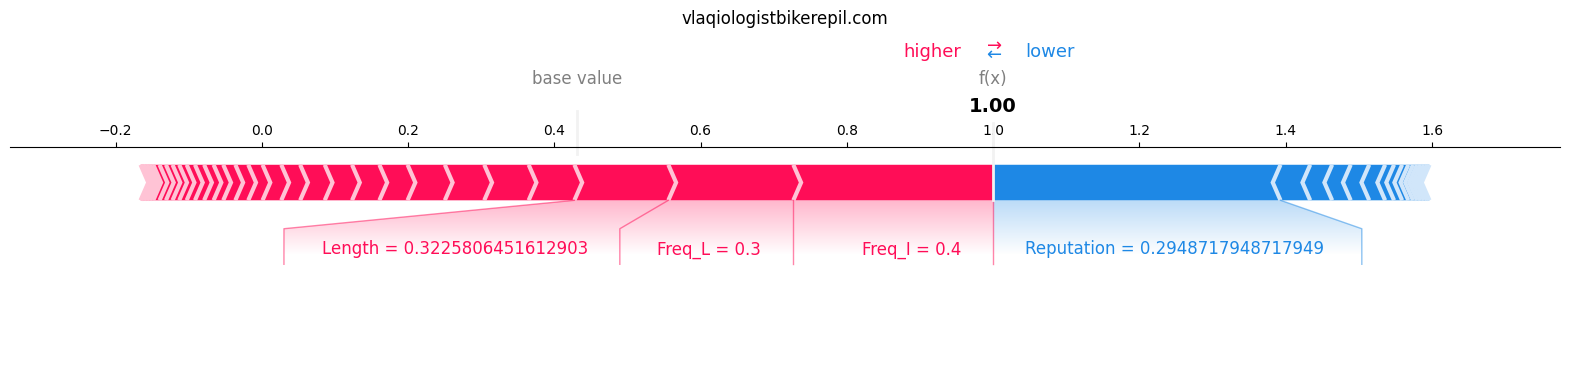 vlaqiologistbikerepil.com
higher ⇄ lower
base value f(x)
1.00
−0.2 0.0 0.2 0.4 0.6 0.8 1.0 1.2 1.4 1.6
Length = 0.3225806451612903 Freq_L = 0.3 Freq_I = 0.4 Reputation = 0.2948717948717949